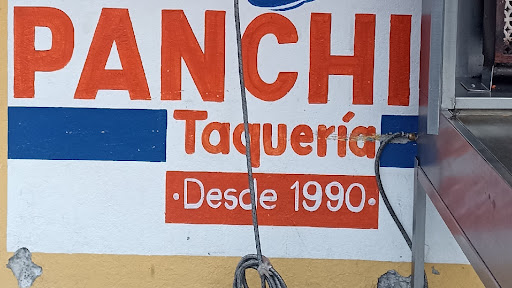 PANCHI
Taquería
·Desde 1990·